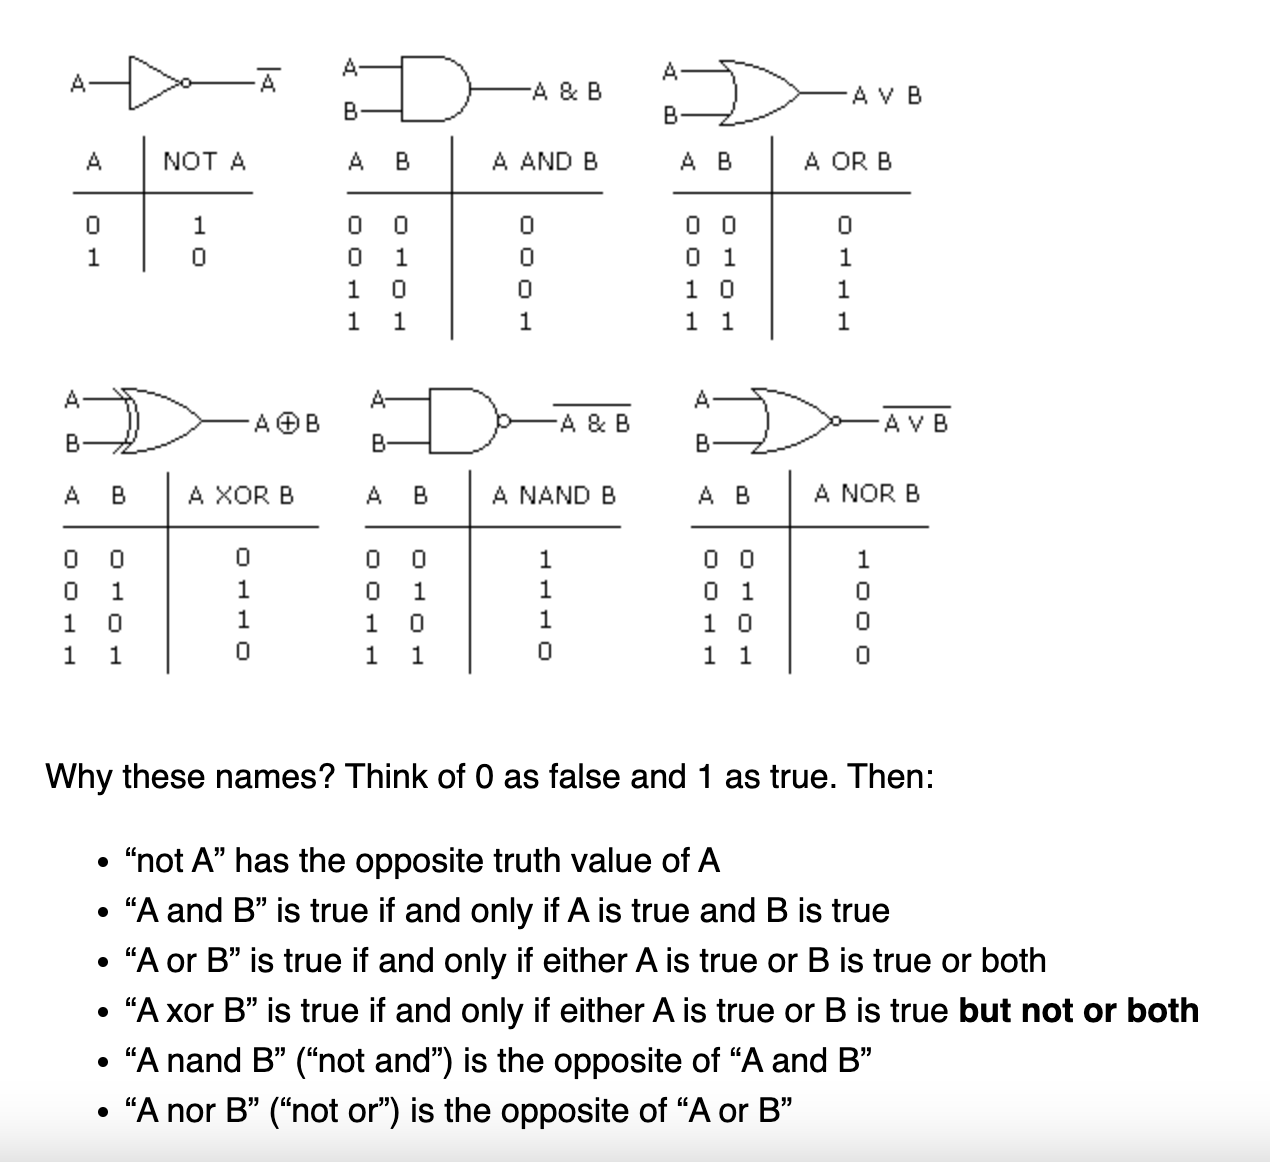 A A̅ A B A & B A B A ∨ B
A NOT A A B A AND B A B A OR B
0 1 0 0 0 0 0 0
1 0 0 1 0 0 1 1
1 0 0 1 0 1
1 1 1 1 1 1
A B A ⊕ B A B A̅ ̅&̅ ̅B̅ A B A̅ ̅∨̅ ̅B̅
A B A XOR B A B A NAND B A B A NOR B
0 0 0 0 0 1 0 0 1
0 1 1 0 1 1 0 1 0
1 0 1 1 0 1 1 0 0
1 1 0 1 1 0 1 1 0
Why these names? Think of 0 as false and 1 as true. Then:
• “not A” has the opposite truth value of A
• “A and B” is true if and only if A is true and B is true
• “A or B” is true if and only if either A is true or B is true or both
• “A xor B” is true if and only if either A is true or B is true but not or both
• “A nand B” (“not and”) is the opposite of “A and B”
• “A nor B” (“not or”) is the opposite of “A or B”